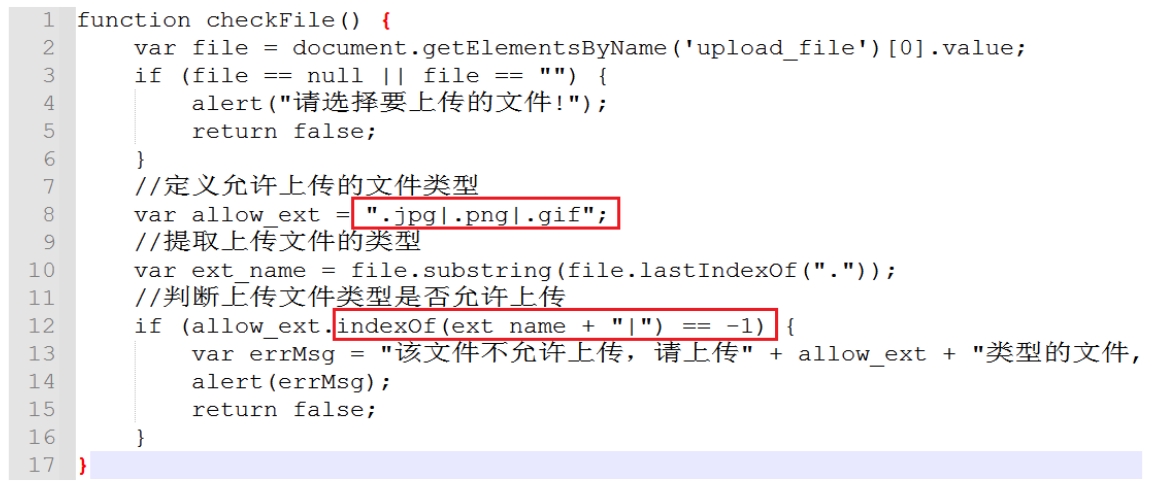 1 function checkFile() {
2 var file = document.getElementsByName('upload_file')[0].value;
3 if (file == null || file == "") {
4 alert("请选择要上传的文件!");
5 return false;
6 }
7 //定义允许上传的文件类型
8 var allow_ext = ".jpg|.png|.gif";
9 //提取上传文件的类型
10 var ext_name = file.substring(file.lastIndexOf("."));
11 //判断上传文件类型是否允许上传
12 if (allow_ext.indexOf(ext_name + "|") == -1) {
13 var errMsg = "该文件不允许上传，请上传" + allow_ext + "类型的文件,
14 alert(errMsg);
15 return false;
16 }
17 }